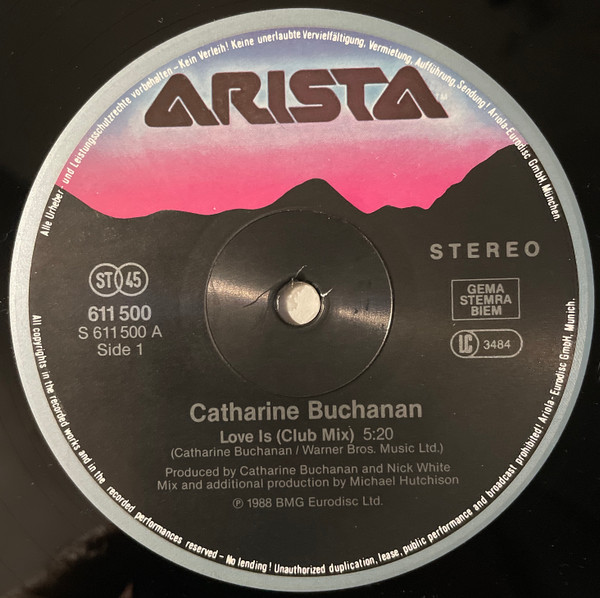 Alle Urheber- und Leistungsschutzrechte vorbehalten – Kein Verleih! Keine unerlaubte Vervielfältigung, Vermietung, Aufführung, Sendung! Ariola-Eurodisc GmbH, München.
ARISTA
TM
STEREO
ST 45
611 500
S 611500 A
Side 1
GEMA
STEMRA
BIEM
LC 3484
Catharine Buchanan
Love Is (Club Mix) 5:20
(Catharine Buchanan / Warner Bros. Music Ltd.)
Produced by Catharine Buchanan and Nick White
Mix and additional production by Michael Hutchison
℗ 1988 BMG Eurodisc Ltd.
All copyrights in the recorded works and in the recorded performances reserved – No lending! Unauthorized duplication, lease, public performance and broadcast prohibited! Ariola-Eurodisc GmbH, Munich.